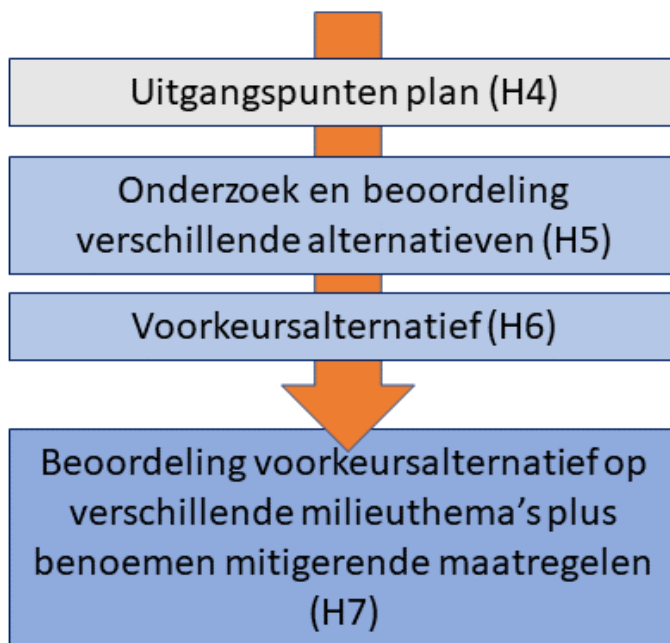 Uitgangspunten plan (H4)
Onderzoek en beoordeling
verschillende alternatieven (H5)
Voorkeursalternatief (H6)
Beoordeling voorkeursalternatief op
verschillende milieuthema's plus
benoemen mitigerende maatregelen
(H7)